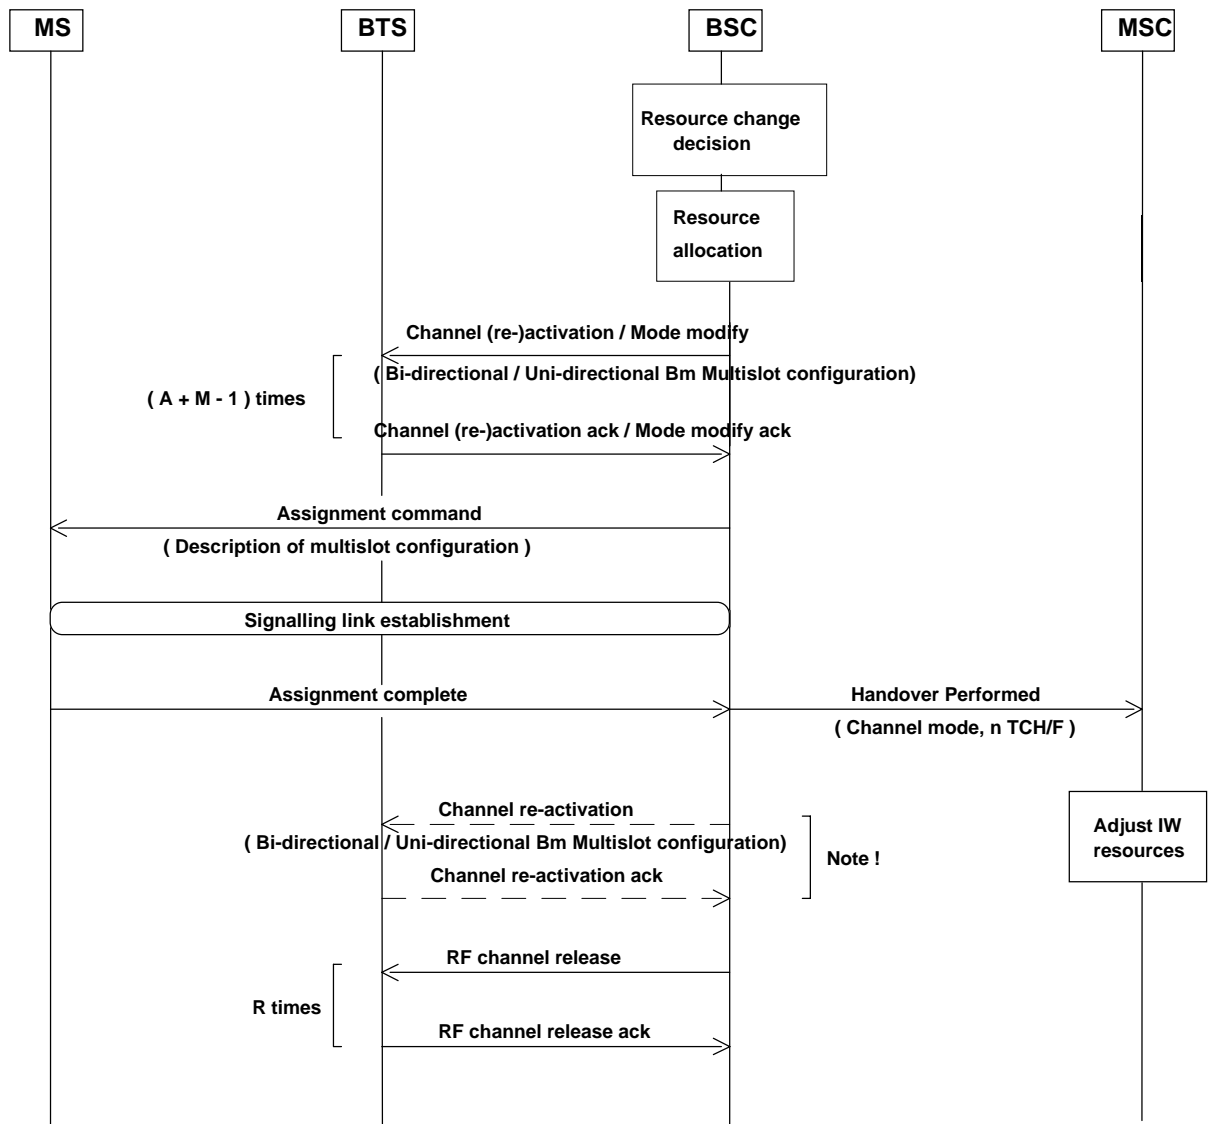 MS BTS BSC MSC
Resource change
decision
Resource
allocation
Channel (re-)activation / Mode modify
( Bi-directional / Uni-directional Bm Multislot configuration)
( A + M - 1 ) times
Channel (re-)activation ack / Mode modify ack
Assignment command
( Description of multislot configuration )
Signalling link establishment
Assignment complete
Handover Performed
( Channel mode, n TCH/F )
Channel re-activation
( Bi-directional / Uni-directional Bm Multislot configuration)
Channel re-activation ack
Note !
Adjust IW
resources
RF channel release
R times
RF channel release ack